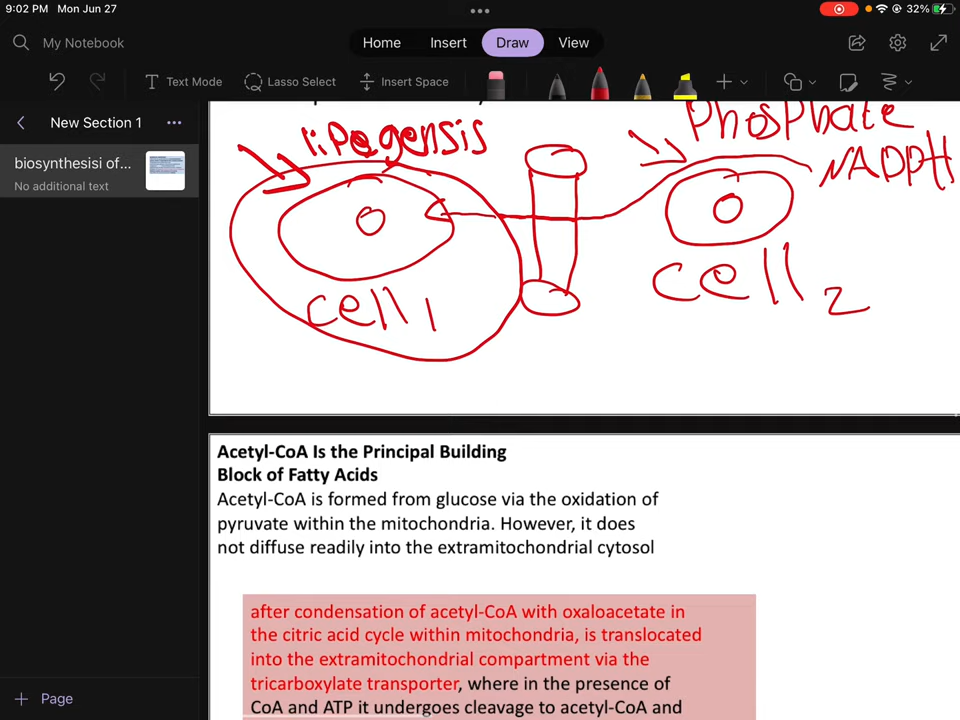 9:02 PM Mon Jun 27
32%
My Notebook
Home Insert Draw View
Text Mode Lasso Select Insert Space
New Section 1
biosynthesisi of...
No additional text
lipogensis
Phosphate
NADPH
cell 1
cell 2
Acetyl-CoA Is the Principal Building
Block of Fatty Acids
Acetyl-CoA is formed from glucose via the oxidation of
pyruvate within the mitochondria. However, it does
not diffuse readily into the extramitochondrial cytosol
after condensation of acetyl-CoA with oxaloacetate in
the citric acid cycle within mitochondria, is translocated
into the extramitochondrial compartment via the
tricarboxylate transporter, where in the presence of
CoA and ATP it undergoes cleavage to acetyl-CoA and
Page